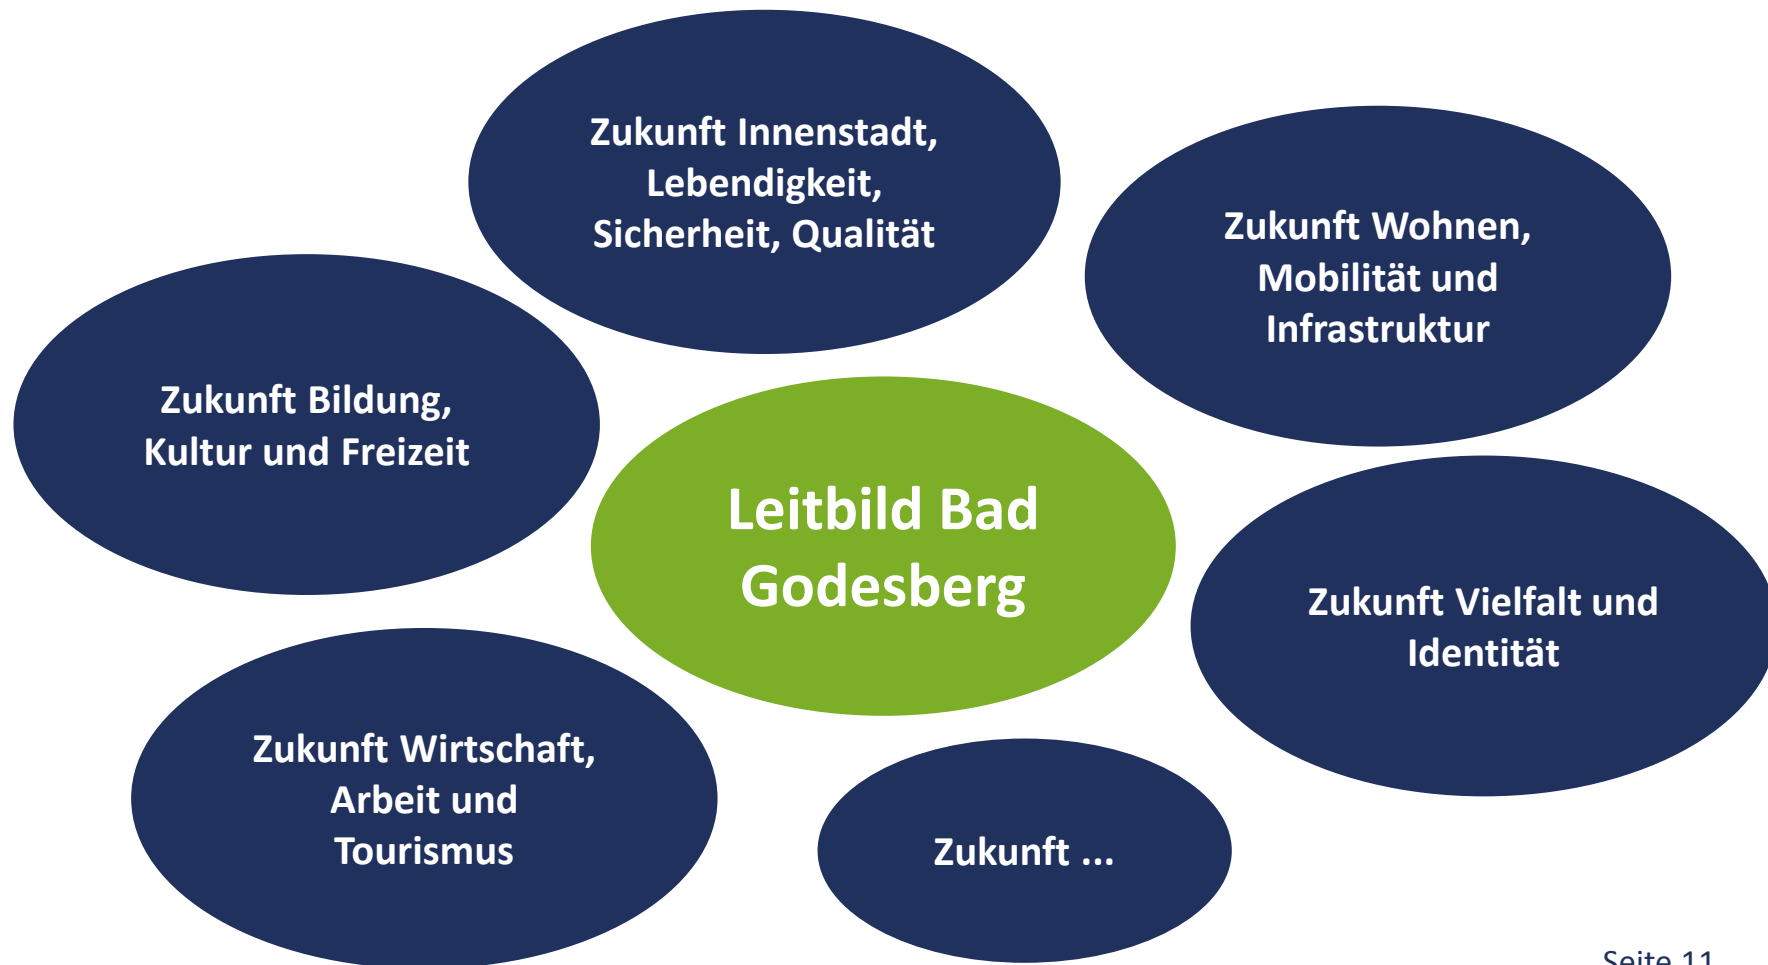 Zukunft Innenstadt,
Lebendigkeit,
Sicherheit, Qualität
Zukunft Wohnen,
Mobilität und
Infrastruktur
Zukunft Bildung,
Kultur und Freizeit
Leitbild Bad
Godesberg
Zukunft Vielfalt und
Identität
Zukunft Wirtschaft,
Arbeit und
Tourismus
Zukunft ...
Seite 11